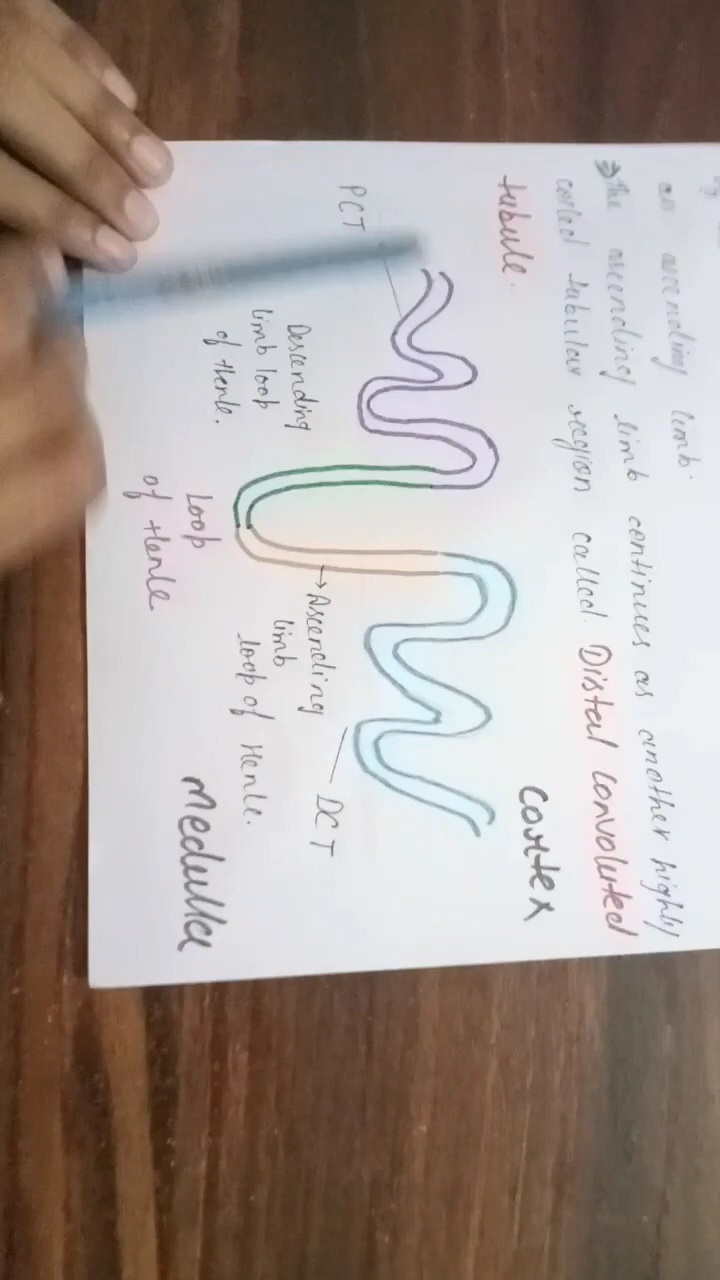 an ascending limb.
⇒ The ascending limb continues as another highly
coiled tubular region called. Distal convoluted
tubule.
Cortex
PCT
Descending
limb loop
of Henle.
→ Ascending
limb
loop of Henle.
DCT
Loop
of Henle
Medulla